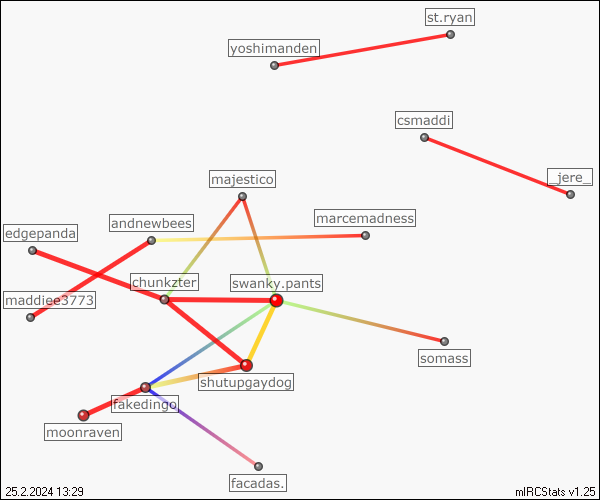 st.ryan
yoshimanden
csmaddi
_jere_
majestico
andnewbees
marcemadness
edgepanda
chunkzter
swanky.pants
maddiee3773
somass
shutupgaydog
fakedingo
moonraven
facadas.
25.2.2024 13:29
mIRCStats v1.25